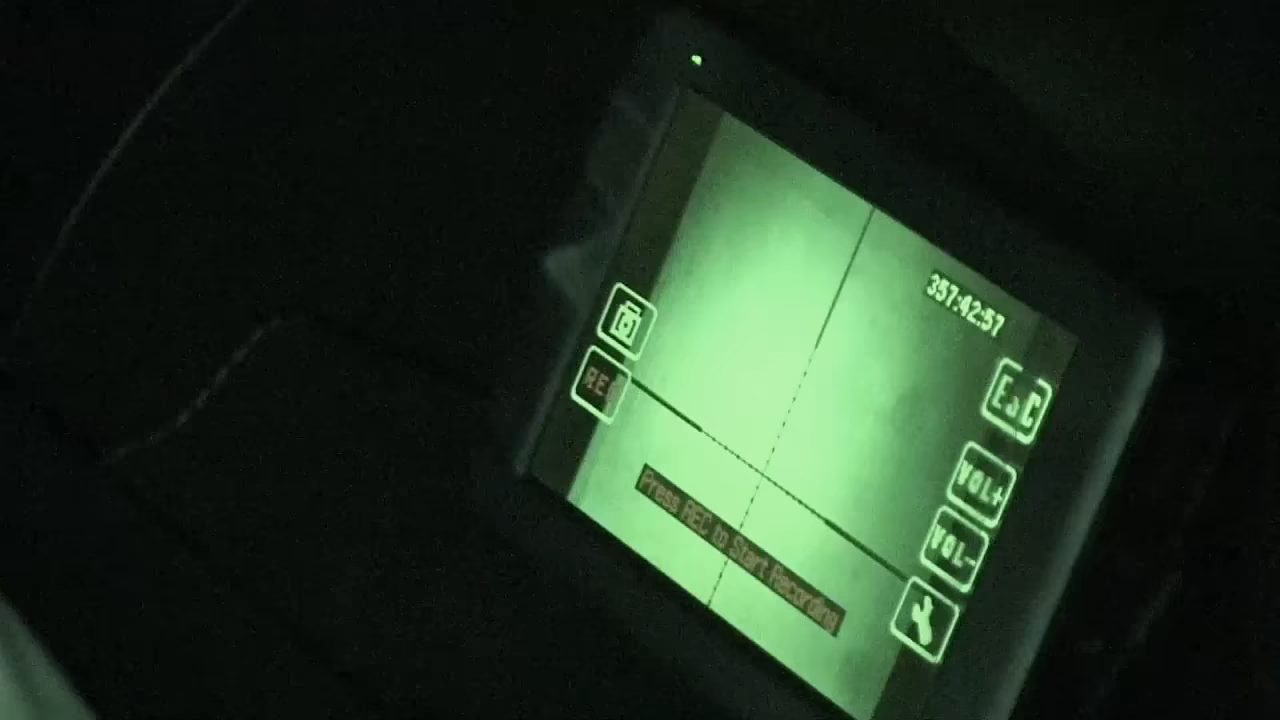 357:42:57
REC
ESC
VOL+
VOL-
Press REC to Start Recording